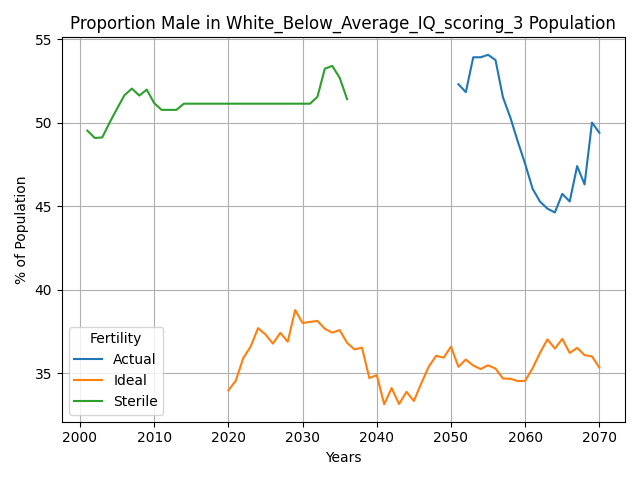 Proportion Male in White_Below_Average_IQ_scoring_3 Population
55
50
45
40
35
% of Population
Fertility
Actual
Ideal
Sterile
2000 2010 2020 2030 2040 2050 2060 2070
Years